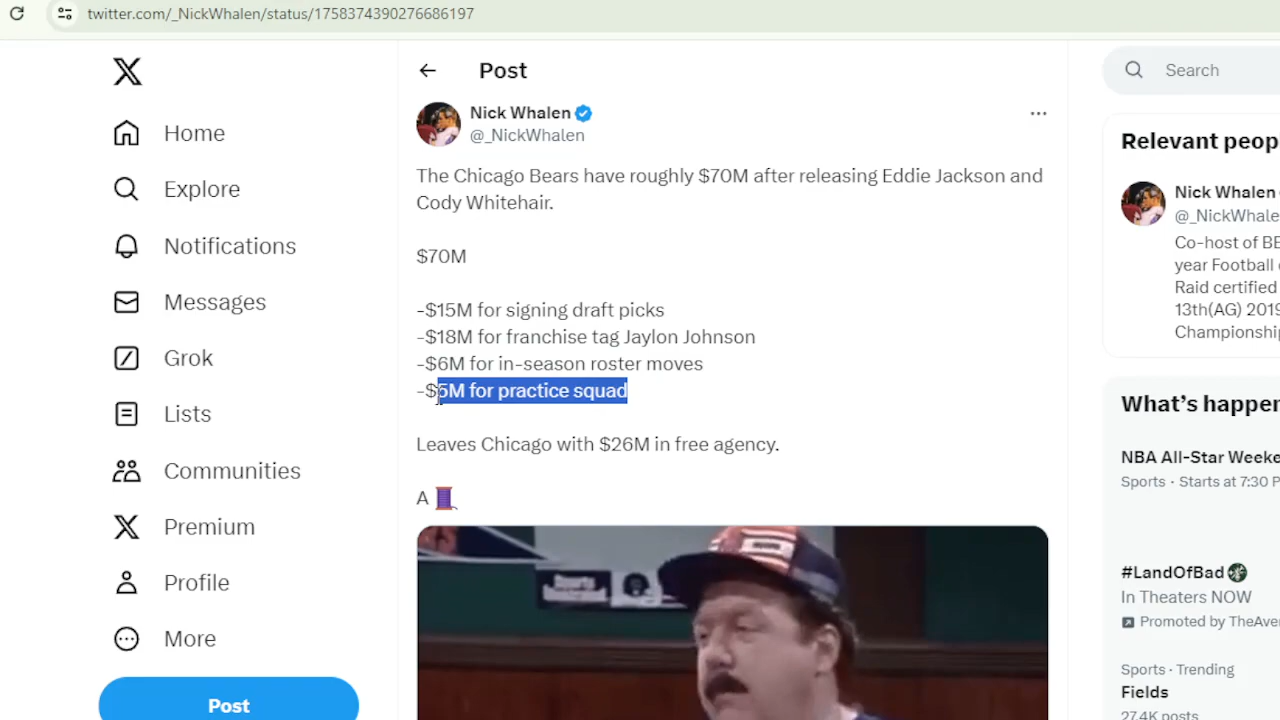 twitter.com/_NickWhalen/status/1758374390276686197
Home
Explore
Notifications
Messages
Grok
Lists
Communities
Premium
Profile
More
Post
Post
Nick Whalen
@_NickWhalen
The Chicago Bears have roughly $70M after releasing Eddie Jackson and
Cody Whitehair.
$70M
-$15M for signing draft picks
-$18M for franchise tag Jaylon Johnson
-$6M for in-season roster moves
-$5M for practice squad
Leaves Chicago with $26M in free agency.
A 🧵
Search
Relevant peop
Nick Whalen
@_NickWhale
Co-host of BE
year Football
Raid certified
13th(AG) 2019
Championship
What's happer
NBA All-Star Weeke
Sports · Starts at 7:30 P
#LandOfBad
In Theaters NOW
Promoted by TheAve
Sports · Trending
Fields
27.4K posts